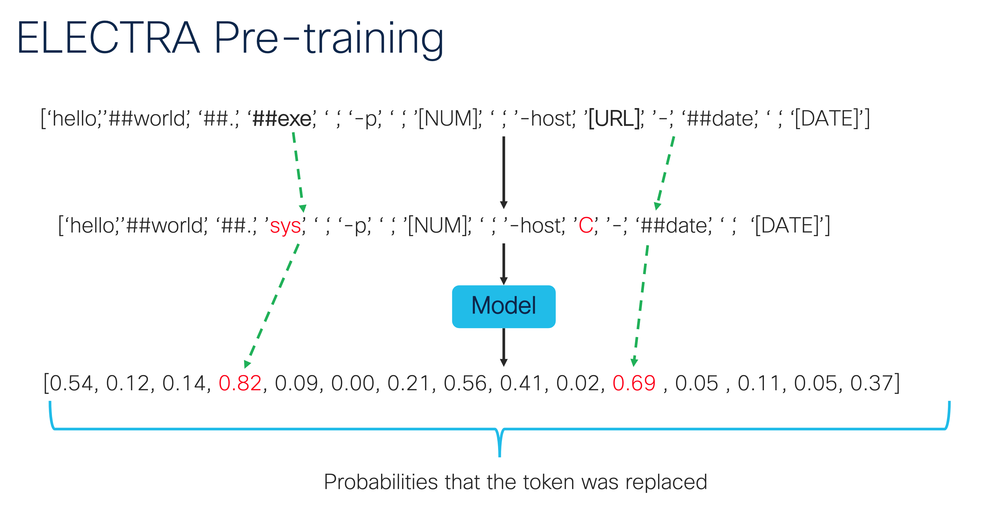 ELECTRA Pre-training
[‘hello’,’##world’, ‘##.’, ‘##exe’, ‘ ‘, ‘-p’, ‘ ‘, ’[NUM]’, ‘ ‘, ’-host’, ’[URL]’, ’-’, ‘##date’, ‘ ‘, ‘[DATE]’]
[‘hello’,’##world’, ‘##.’, ’sys’, ‘ ‘, ‘-p’, ‘ ‘, ’[NUM]’, ‘ ‘, ’-host’, ’C’, ’-’, ‘##date’, ‘ ‘, ‘[DATE]’]
Model
[0.54, 0.12, 0.14, 0.82, 0.09, 0.00, 0.21, 0.56, 0.41, 0.02, 0.69 , 0.05 , 0.11, 0.05, 0.37]
Probabilities that the token was replaced